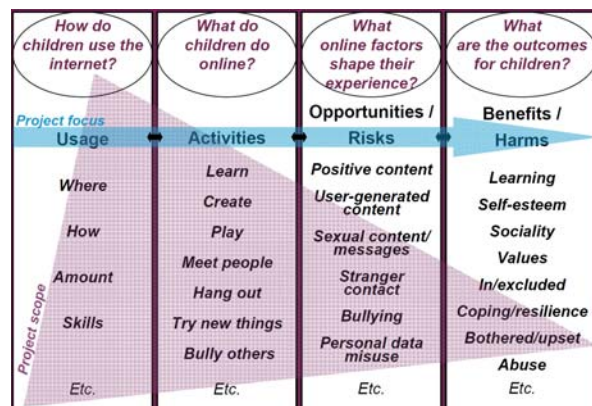 How do
children use the
internet?
What do
children do
online?
What
online factors
shape their
experience?
What
are the outcomes
for children?
Project focus
Usage
Activities
Opportunities /
Risks
Benefits /
Harms
Where
How
Amount
Skills
Etc.
Learn
Create
Play
Meet people
Hang out
Try new things
Bully others
Etc.
Positive content
User-generated
content
Sexual content/
messages
Stranger
contact
Bullying
Personal data
misuse
Etc.
Learning
Self-esteem
Sociality
Values
In/excluded
Coping/resilience
Bothered/upset
Abuse
Etc.
Project scope